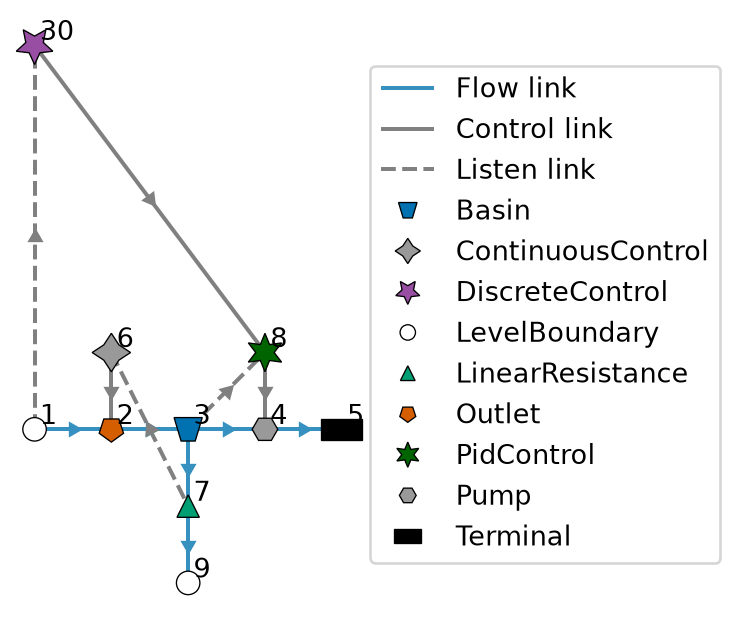 30
6
8
1
2
3
4
5
7
9
Flow link
Control link
Listen link
Basin
ContinuousControl
DiscreteControl
LevelBoundary
LinearResistance
Outlet
PidControl
Pump
Terminal